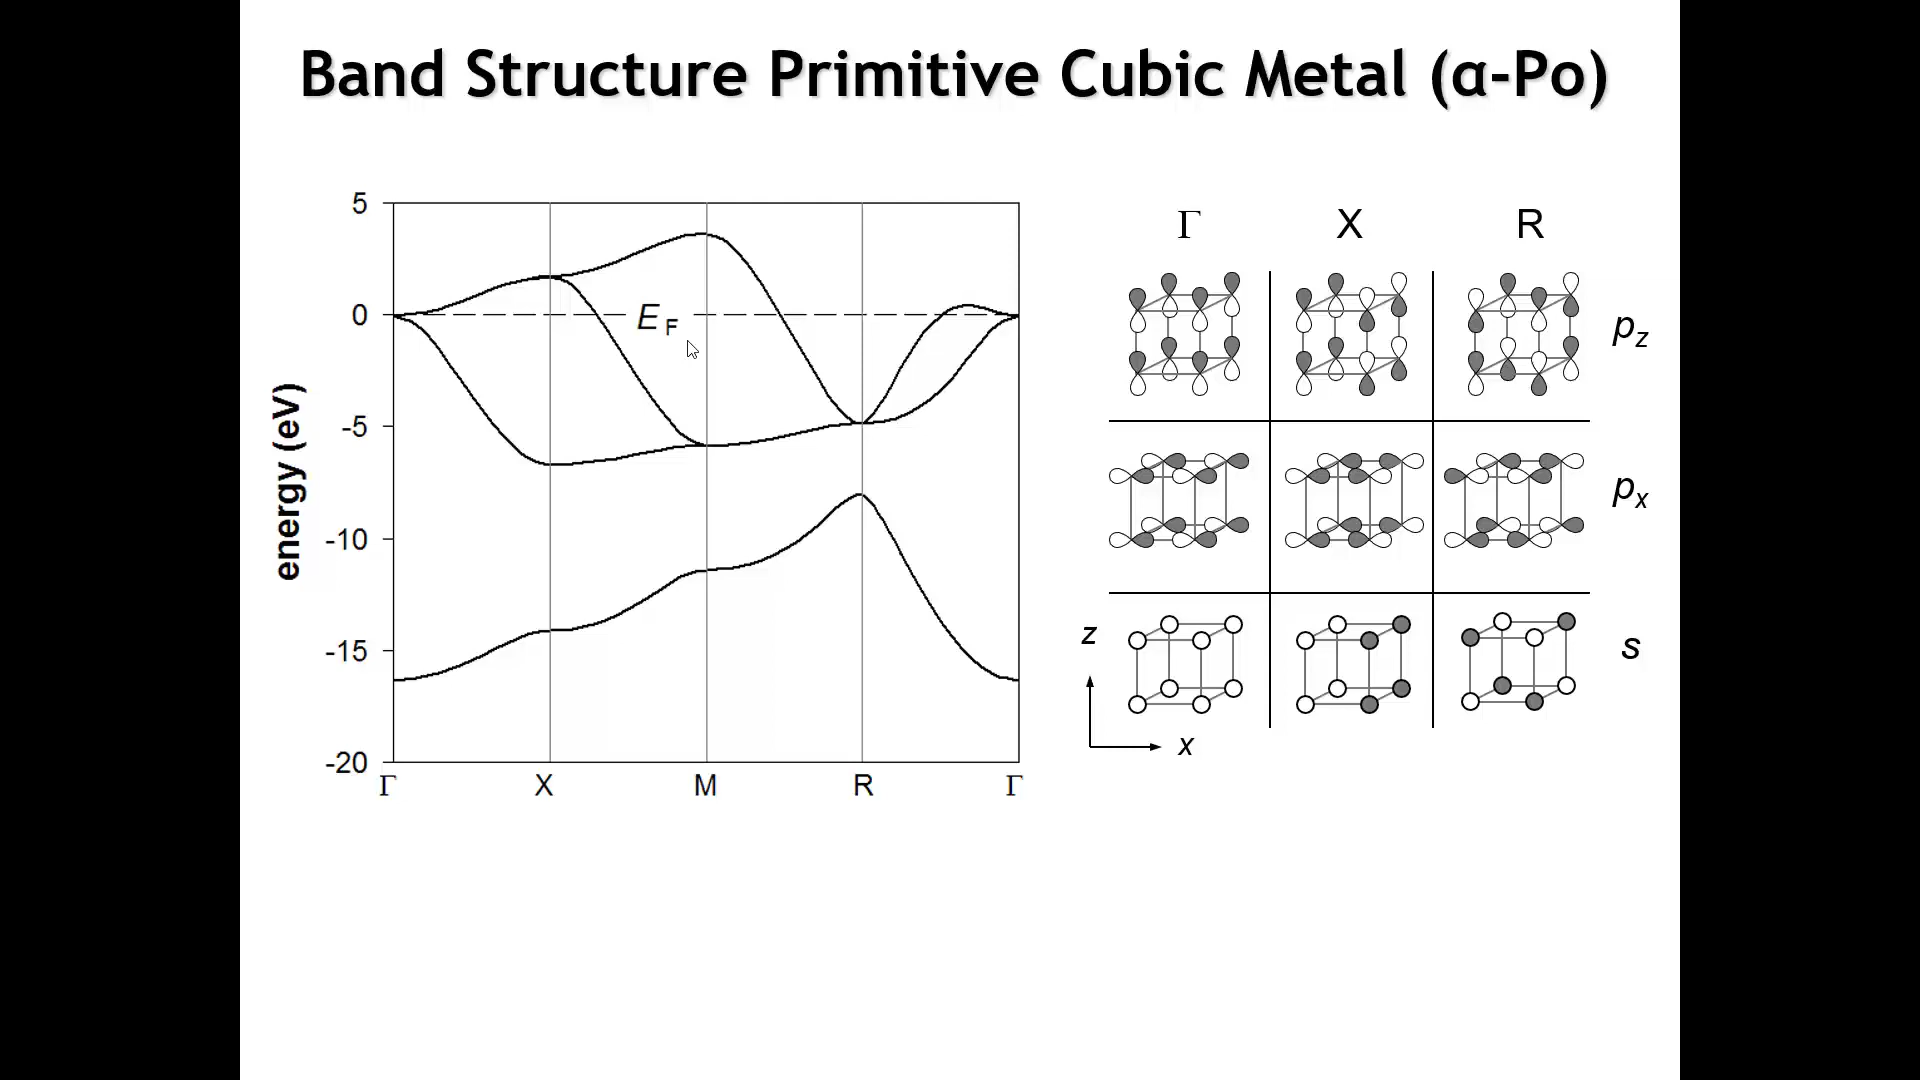 Band Structure Primitive Cubic Metal (α-Po)
energy (eV)
5
0
-5
-10
-15
-20
E F
Γ X M R Γ
Γ X R
pz
px
s
z
x